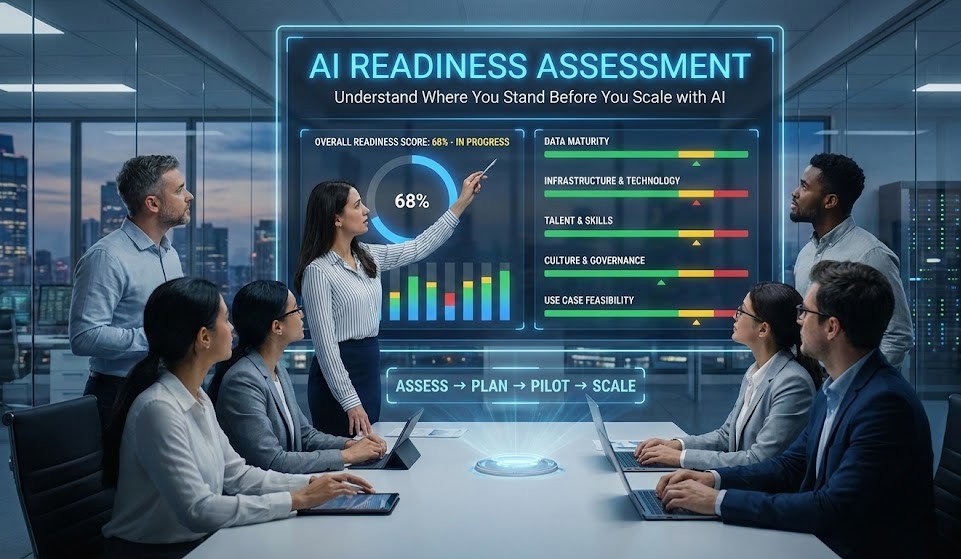 AI READINESS ASSESSMENT
Understand Where You Stand Before You Scale with AI
OVERALL READINESS SCORE: 68% - IN PROGRESS
68%
DATA MATURITY
INFRASTRUCTURE & TECHNOLOGY
TALENT & SKILLS
CULTURE & GOVERNANCE
USE CASE FEASIBILITY
ASSESS → PLAN → PILOT → SCALE